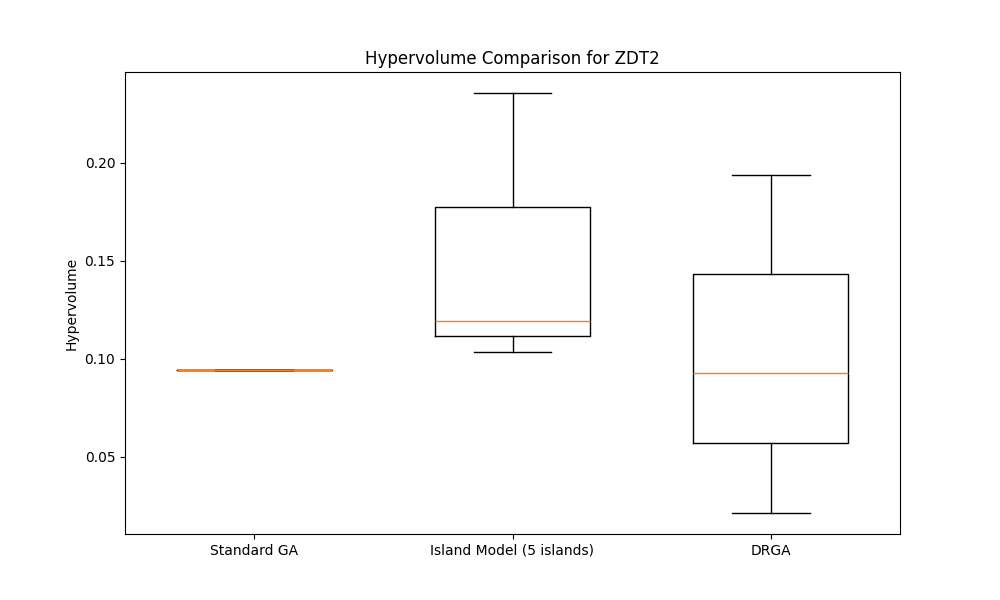 Hypervolume Comparison for ZDT2
Hypervolume
0.20
0.15
0.10
0.05
Standard GA
Island Model (5 islands)
DRGA